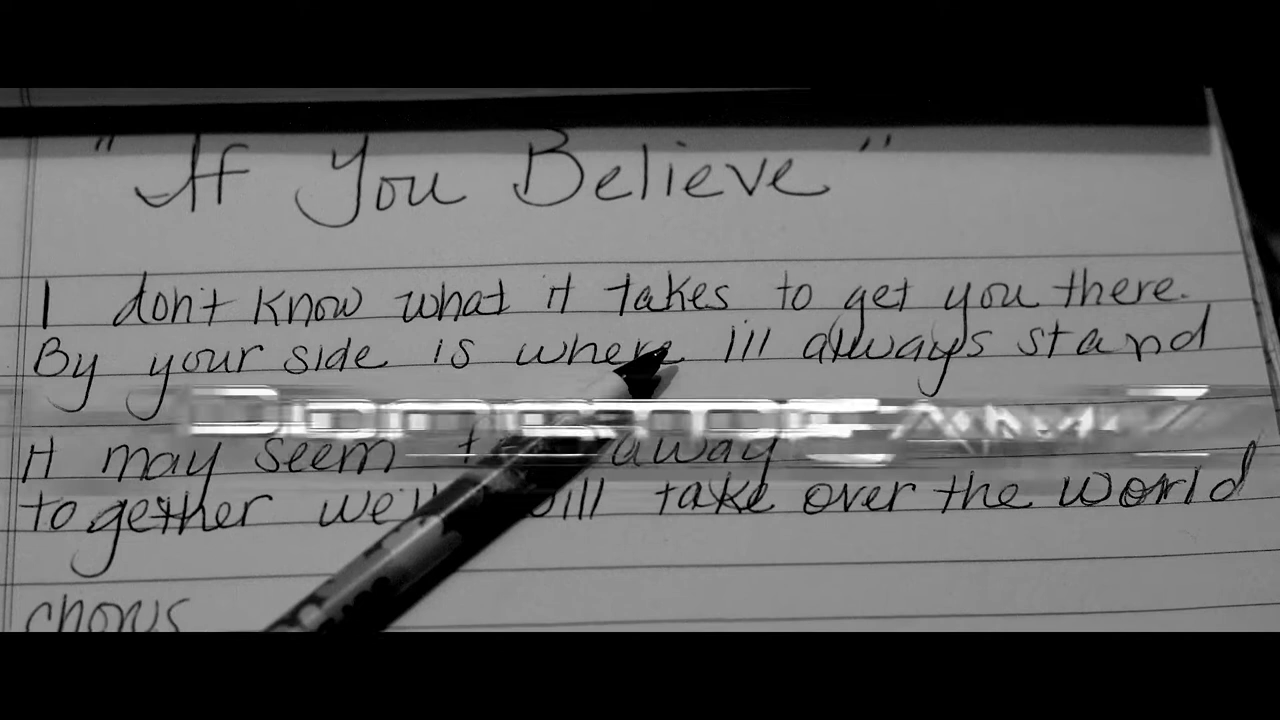 "If You Believe"
I don't know what it takes to get you there.
By your side is where ill always stand
It may seem away
together we'll will take over the world
chorus